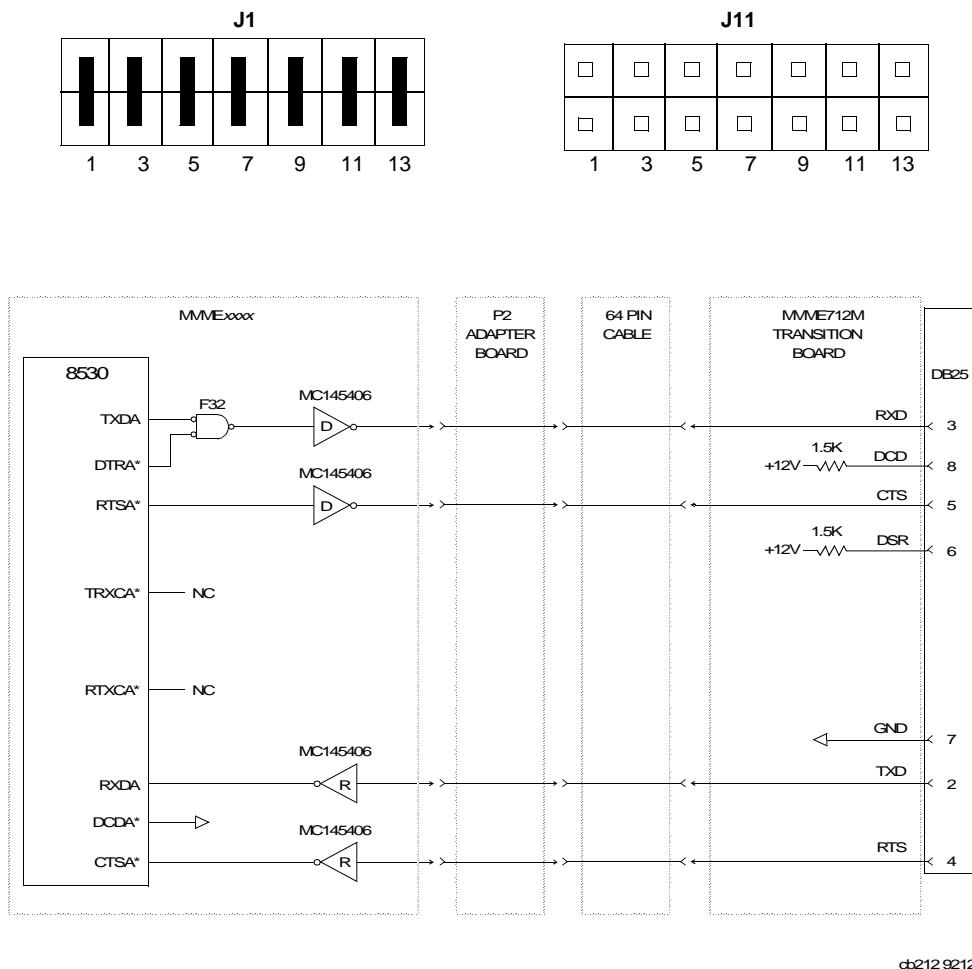 J1 J11
1 3 5 7 9 11 13 1 3 5 7 9 11 13
MVMExxxx P2 ADAPTER BOARD 64 PIN CABLE MVME712M TRANSITION BOARD
8530
DB25
F32 MC145406
TXDA D RXD 3
DTRA* +12V 1.5K DCD 8
MC145406
RTSA* D CTS 5
+12V 1.5K DSR 6
TRXCA* NC
RTXCA* NC
GND 7
MC145406
RXDA R TXD 2
DCDA*
MC145406
CTSA* R RTS 4
cb212 9212